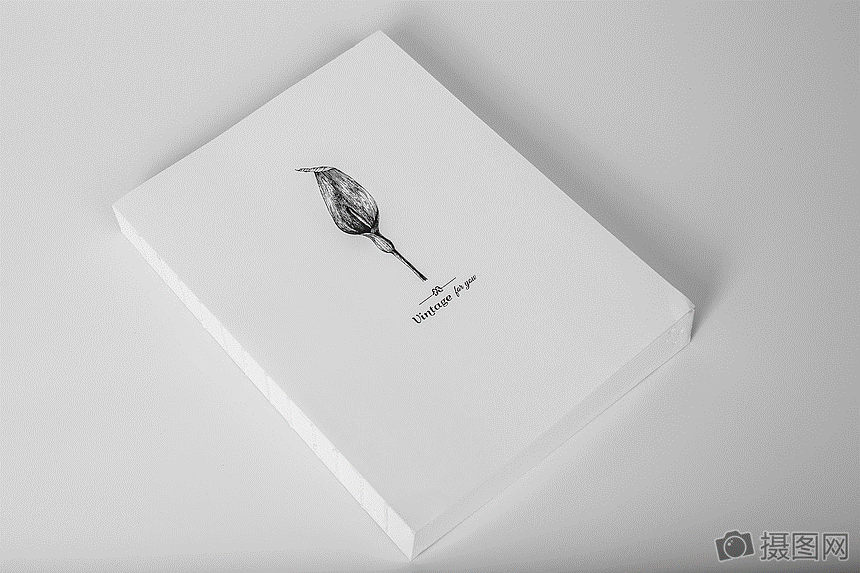 Vintage for you
摄图网